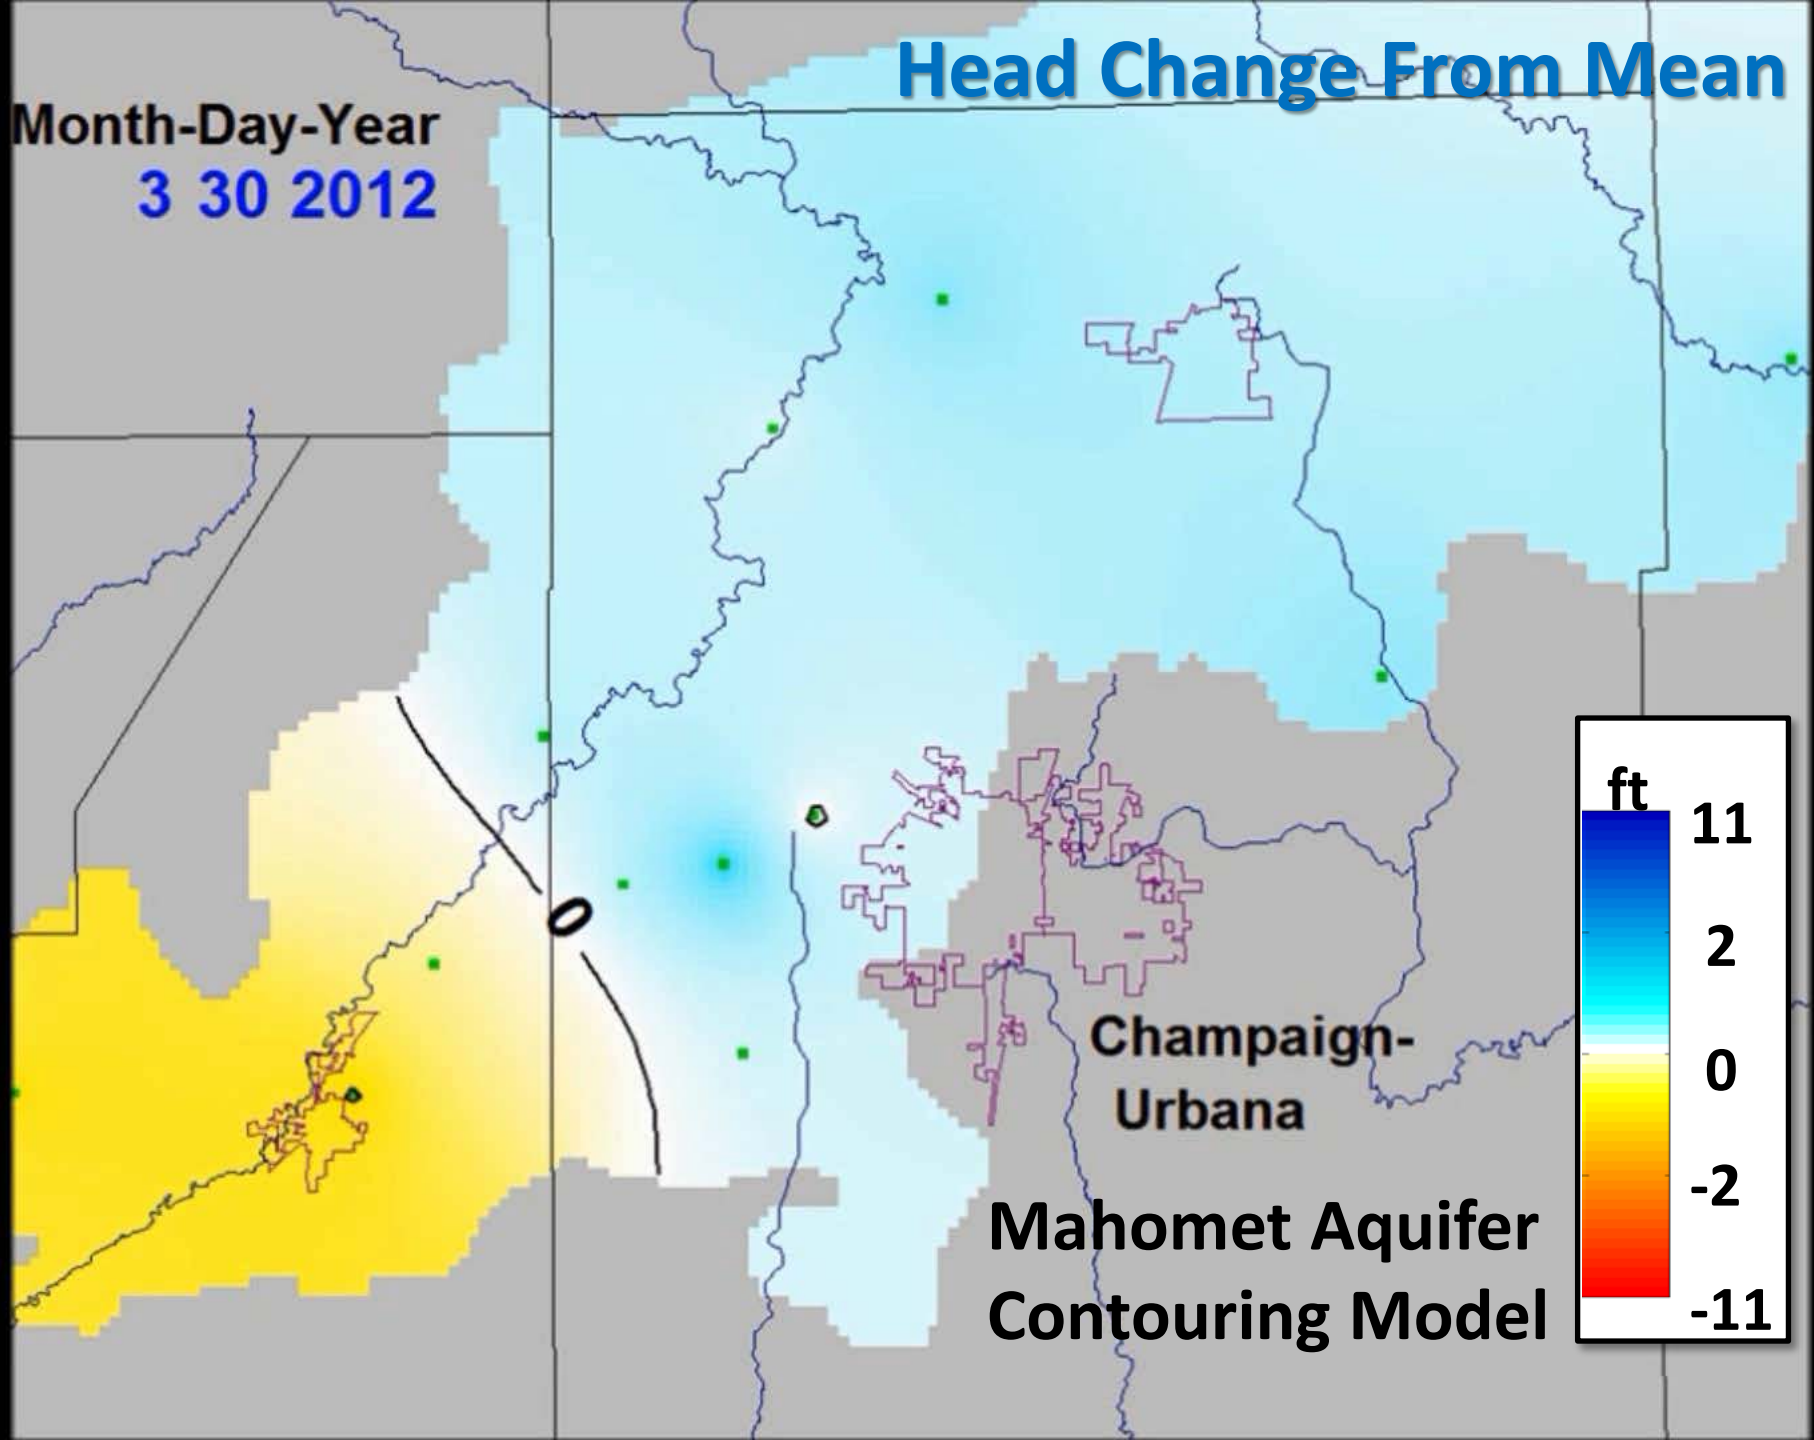 Head Change From Mean
Month-Day-Year
3 30 2012
0
Champaign-
Urbana
Mahomet Aquifer
Contouring Model
ft
11
2
0
-2
-11